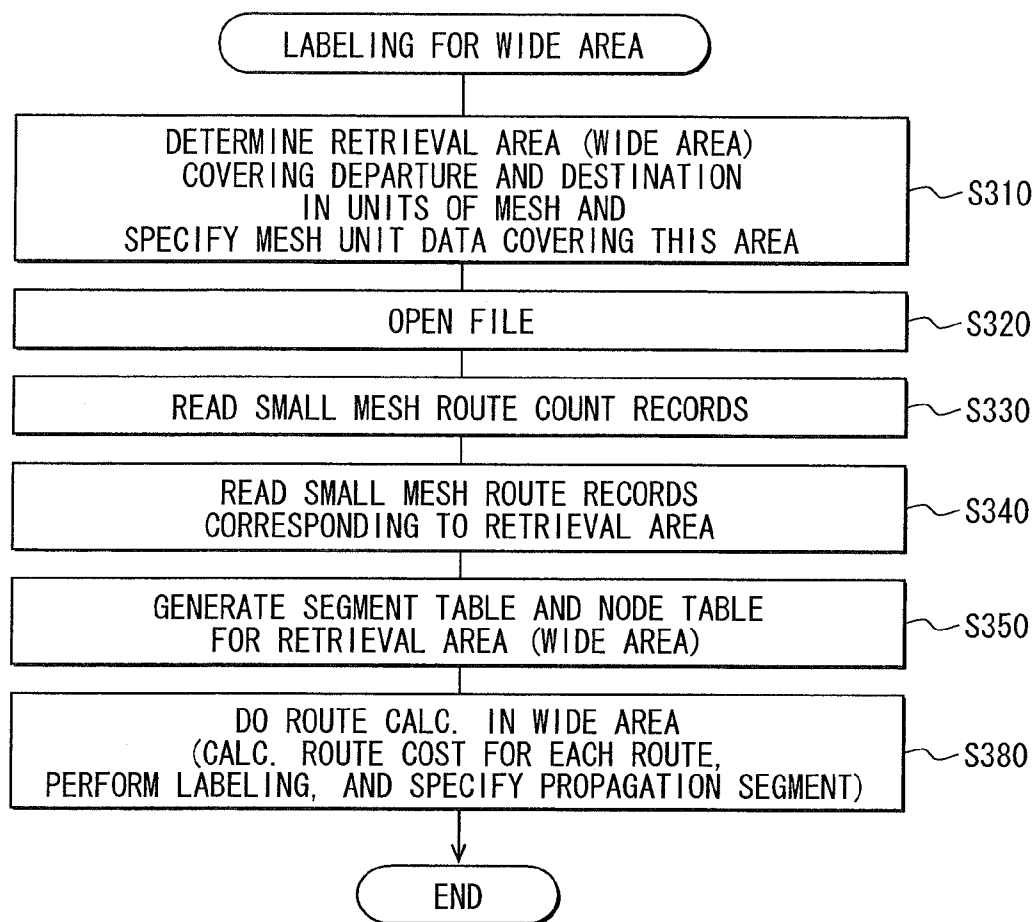 LABELING FOR WIDE AREA
DETERMINE RETRIEVAL AREA (WIDE AREA)
COVERING DEPARTURE AND DESTINATION
IN UNITS OF MESH AND
SPECIFY MESH UNIT DATA COVERING THIS AREA
S310
OPEN FILE
S320
READ SMALL MESH ROUTE COUNT RECORDS
S330
READ SMALL MESH ROUTE RECORDS
CORRESPONDING TO RETRIEVAL AREA
S340
GENERATE SEGMENT TABLE AND NODE TABLE
FOR RETRIEVAL AREA (WIDE AREA)
S350
DO ROUTE CALC. IN WIDE AREA
(CALC. ROUTE COST FOR EACH ROUTE,
PERFORM LABELING, AND SPECIFY PROPAGATION SEGMENT)
S380
END